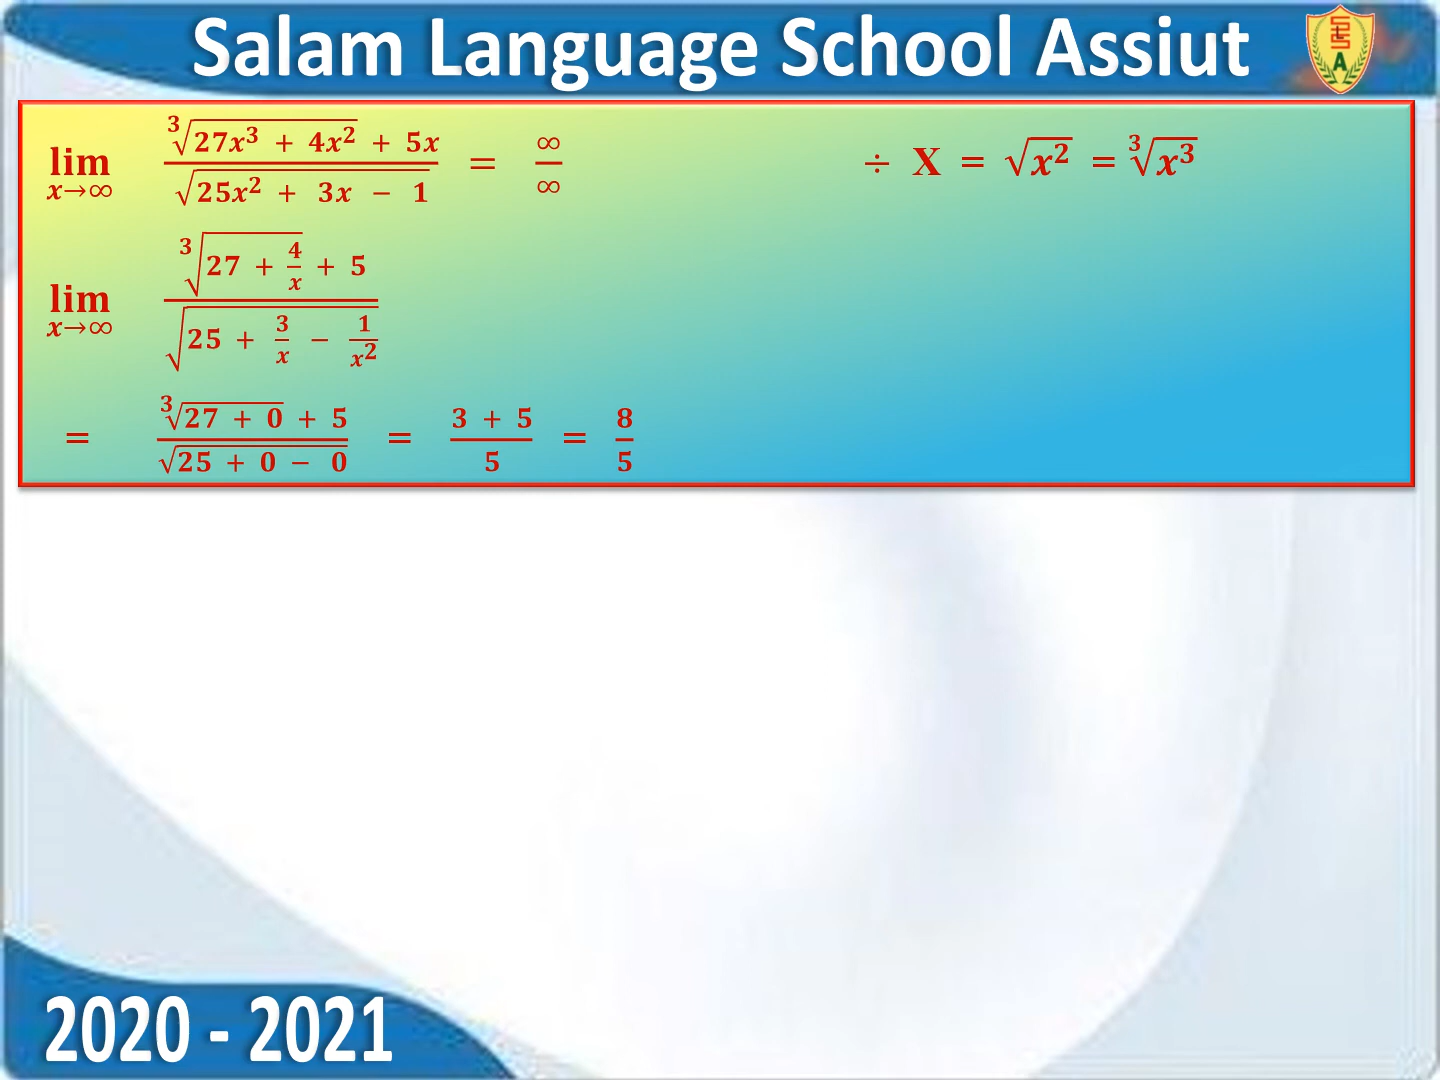 Salam Language School Assiut
SLS
A
lim x→∞ (∛(27x³ + 4x²) + 5x) / √(25x² + 3x − 1) = ∞/∞ ÷ X = √x² = ∛x³
lim x→∞ (∛(27 + 4/x) + 5) / √(25 + 3/x − 1/x²)
= (∛(27 + 0) + 5) / √(25 + 0 − 0) = (3 + 5)/5 = 8/5
2020 - 2021